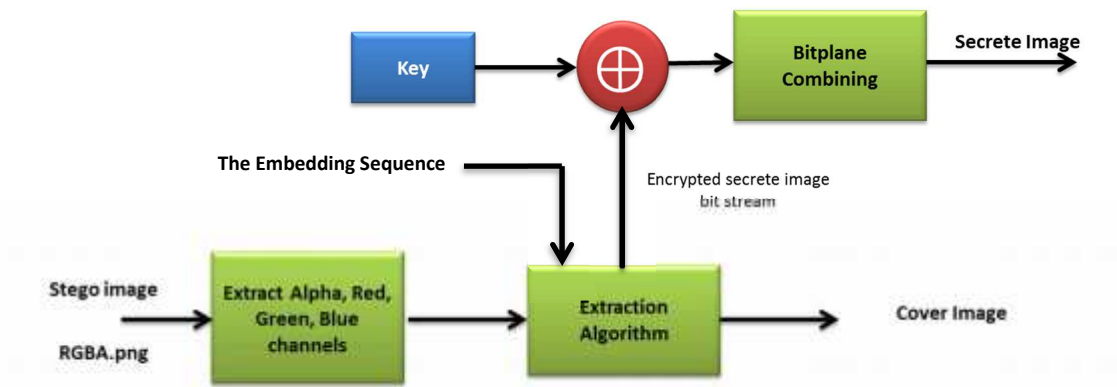 Key
Bitplane
Combining
Secrete Image
The Embedding Sequence
Encrypted secrete image
bit stream
Stego image
RGBA.png
Extract Alpha, Red,
Green, Blue
channels
Extraction
Algorithm
Cover Image